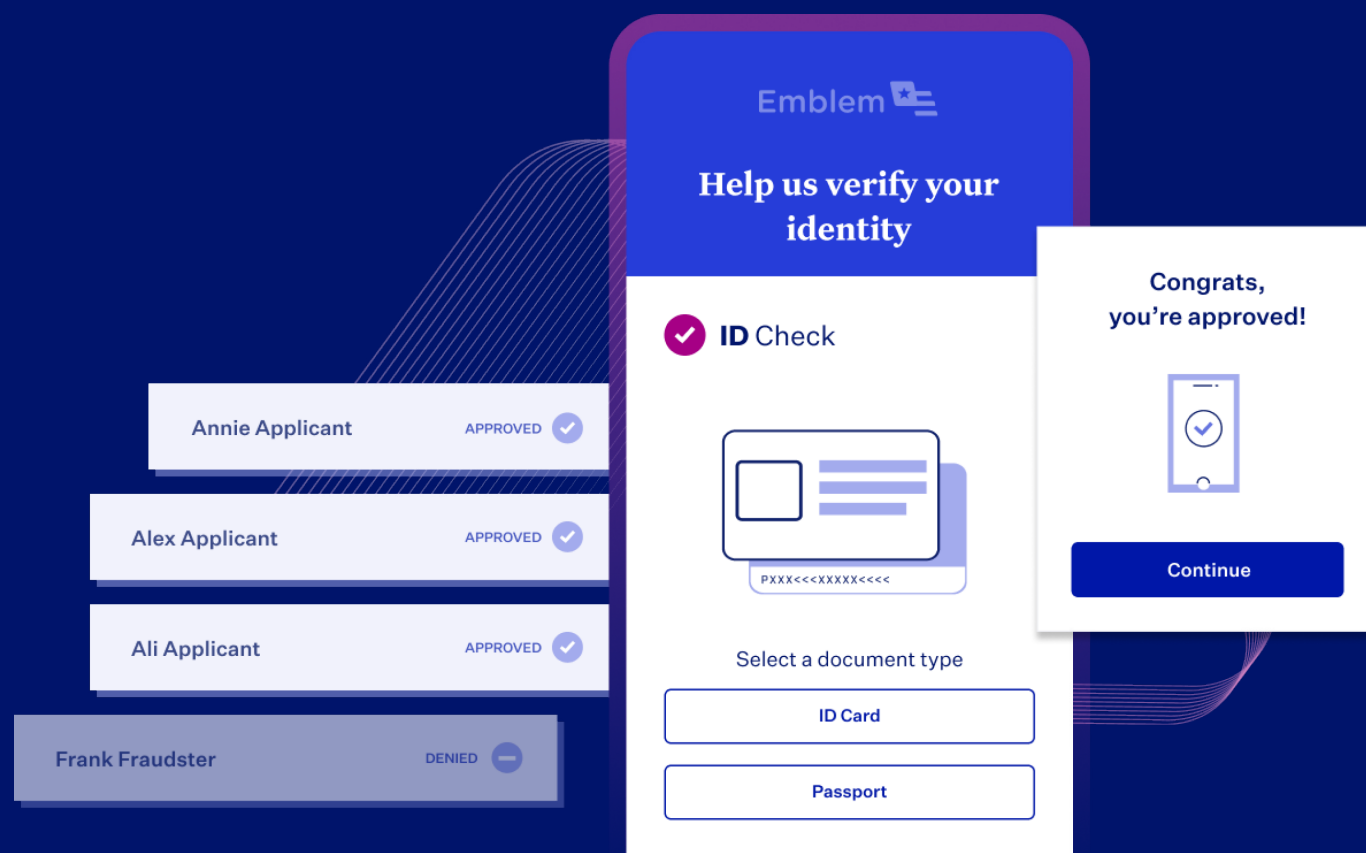 Emblem
Help us verify your
identity
ID Check
PXXX<<<XXXXX<<<<
Select a document type
ID Card
Passport
Congrats,
you’re approved!
Continue
Annie Applicant APPROVED
Alex Applicant APPROVED
Ali Applicant APPROVED
Frank Fraudster DENIED